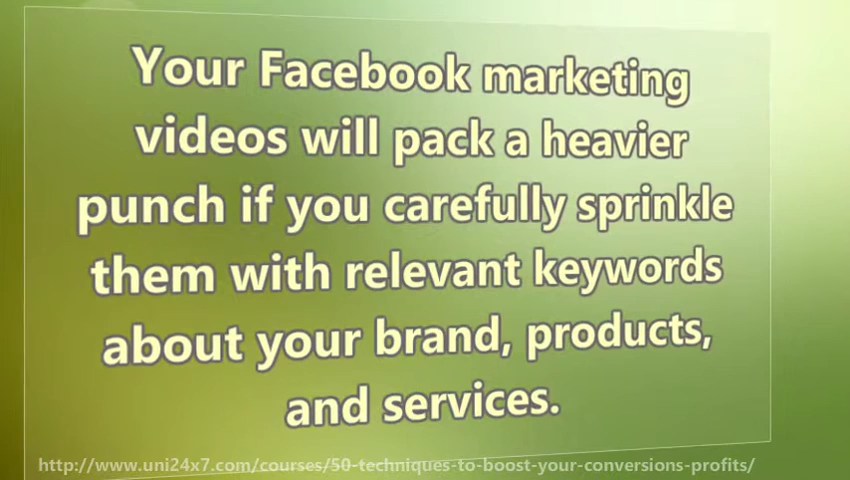 Your Facebook marketing
videos will pack a heavier
punch if you carefully sprinkle
them with relevant keywords
about your brand, products,
and services.
http://www.uni24x7.com/courses/50-techniques-to-boost-your-conversions-profits/